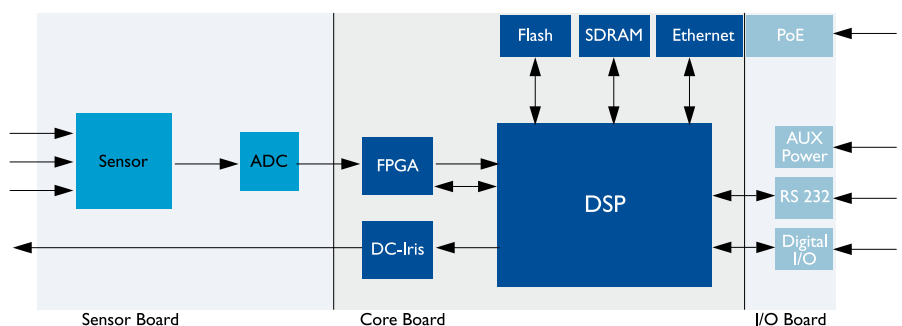 Flash
SDRAM
Ethernet
PoE
Sensor
ADC
FPGA
DSP
AUX
Power
RS 232
DC-Iris
Digital
I/O
Sensor Board
Core Board
I/O Board